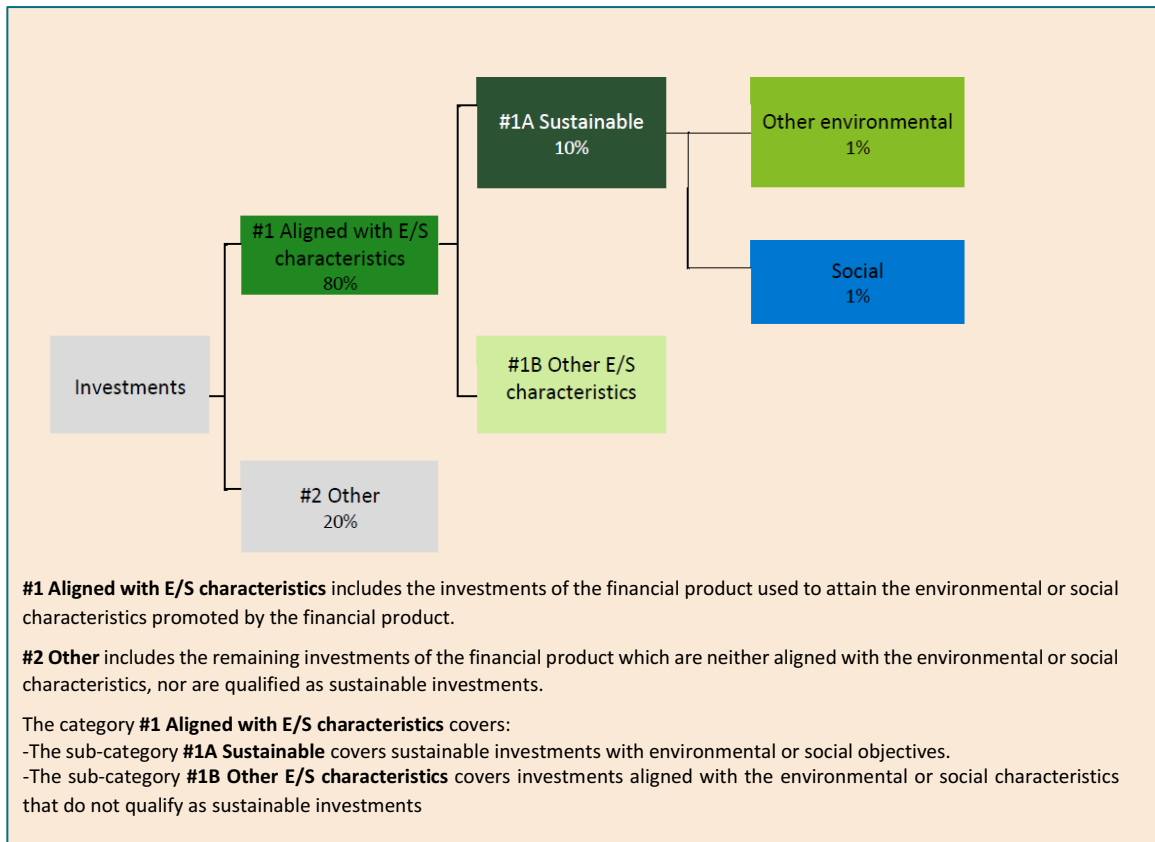 #1A Sustainable
10%
Other environmental
1%
#1 Aligned with E/S
characteristics
80%
Social
1%
Investments
#1B Other E/S
characteristics
#2 Other
20%
#1 Aligned with E/S characteristics includes the investments of the financial product used to attain the environmental or social
characteristics promoted by the financial product.
#2 Other includes the remaining investments of the financial product which are neither aligned with the environmental or social
characteristics, nor are qualified as sustainable investments.
The category #1 Aligned with E/S characteristics covers:
-The sub-category #1A Sustainable covers sustainable investments with environmental or social objectives.
-The sub-category #1B Other E/S characteristics covers investments aligned with the environmental or social characteristics
that do not qualify as sustainable investments